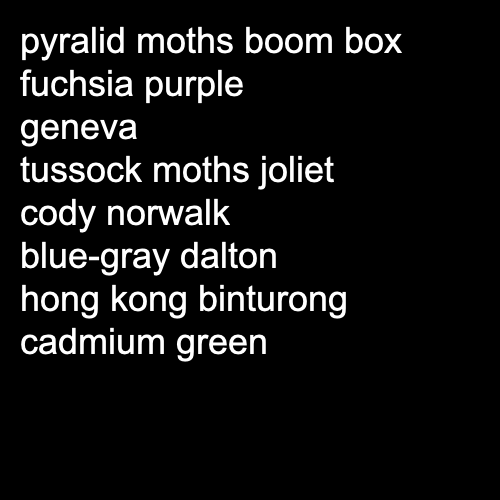 pyralid moths boom box
fuchsia purple
geneva
tussock moths joliet
cody norwalk
blue-gray dalton
hong kong binturong
cadmium green